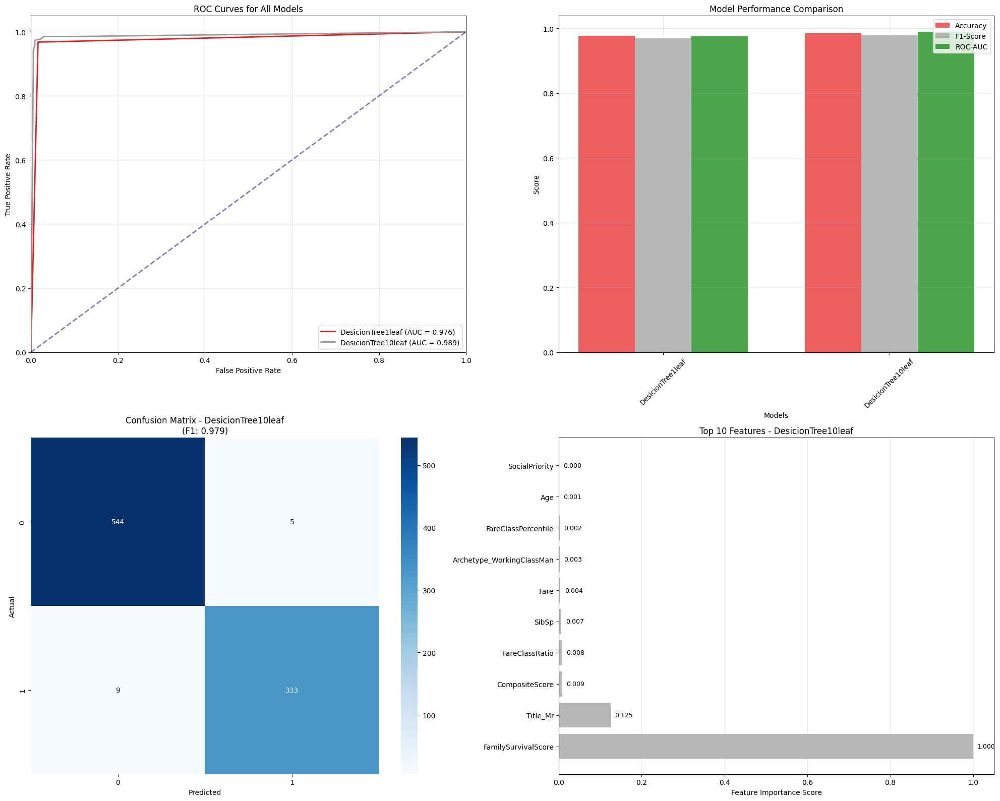 ROC Curves for All Models
1.0
0.8
0.6
0.4
0.2
0.0
True Positive Rate
0.0 0.2 0.4 0.6 0.8 1.0
False Positive Rate
DesicionTree1leaf (AUC = 0.976)
DesicionTree10leaf (AUC = 0.989)
Model Performance Comparison
1.0
0.8
0.6
0.4
0.2
0.0
Score
Accuracy
F1-Score
ROC-AUC
DesicionTree1leaf
DesicionTree10leaf
Models
Confusion Matrix - DesicionTree10leaf
(F1: 0.979)
Actual
0
1
544 5
9 333
0 1
Predicted
500
400
300
200
100
Top 10 Features - DesicionTree10leaf
SocialPriority 0.000
Age 0.001
FareClassPercentile 0.002
Archetype_WorkingClassMan 0.003
Fare 0.004
SibSp 0.007
FareClassRatio 0.008
CompositeScore 0.009
Title_Mr 0.125
FamilySurvivalScore 1.000
0.0 0.2 0.4 0.6 0.8 1.0
Feature Importance Score